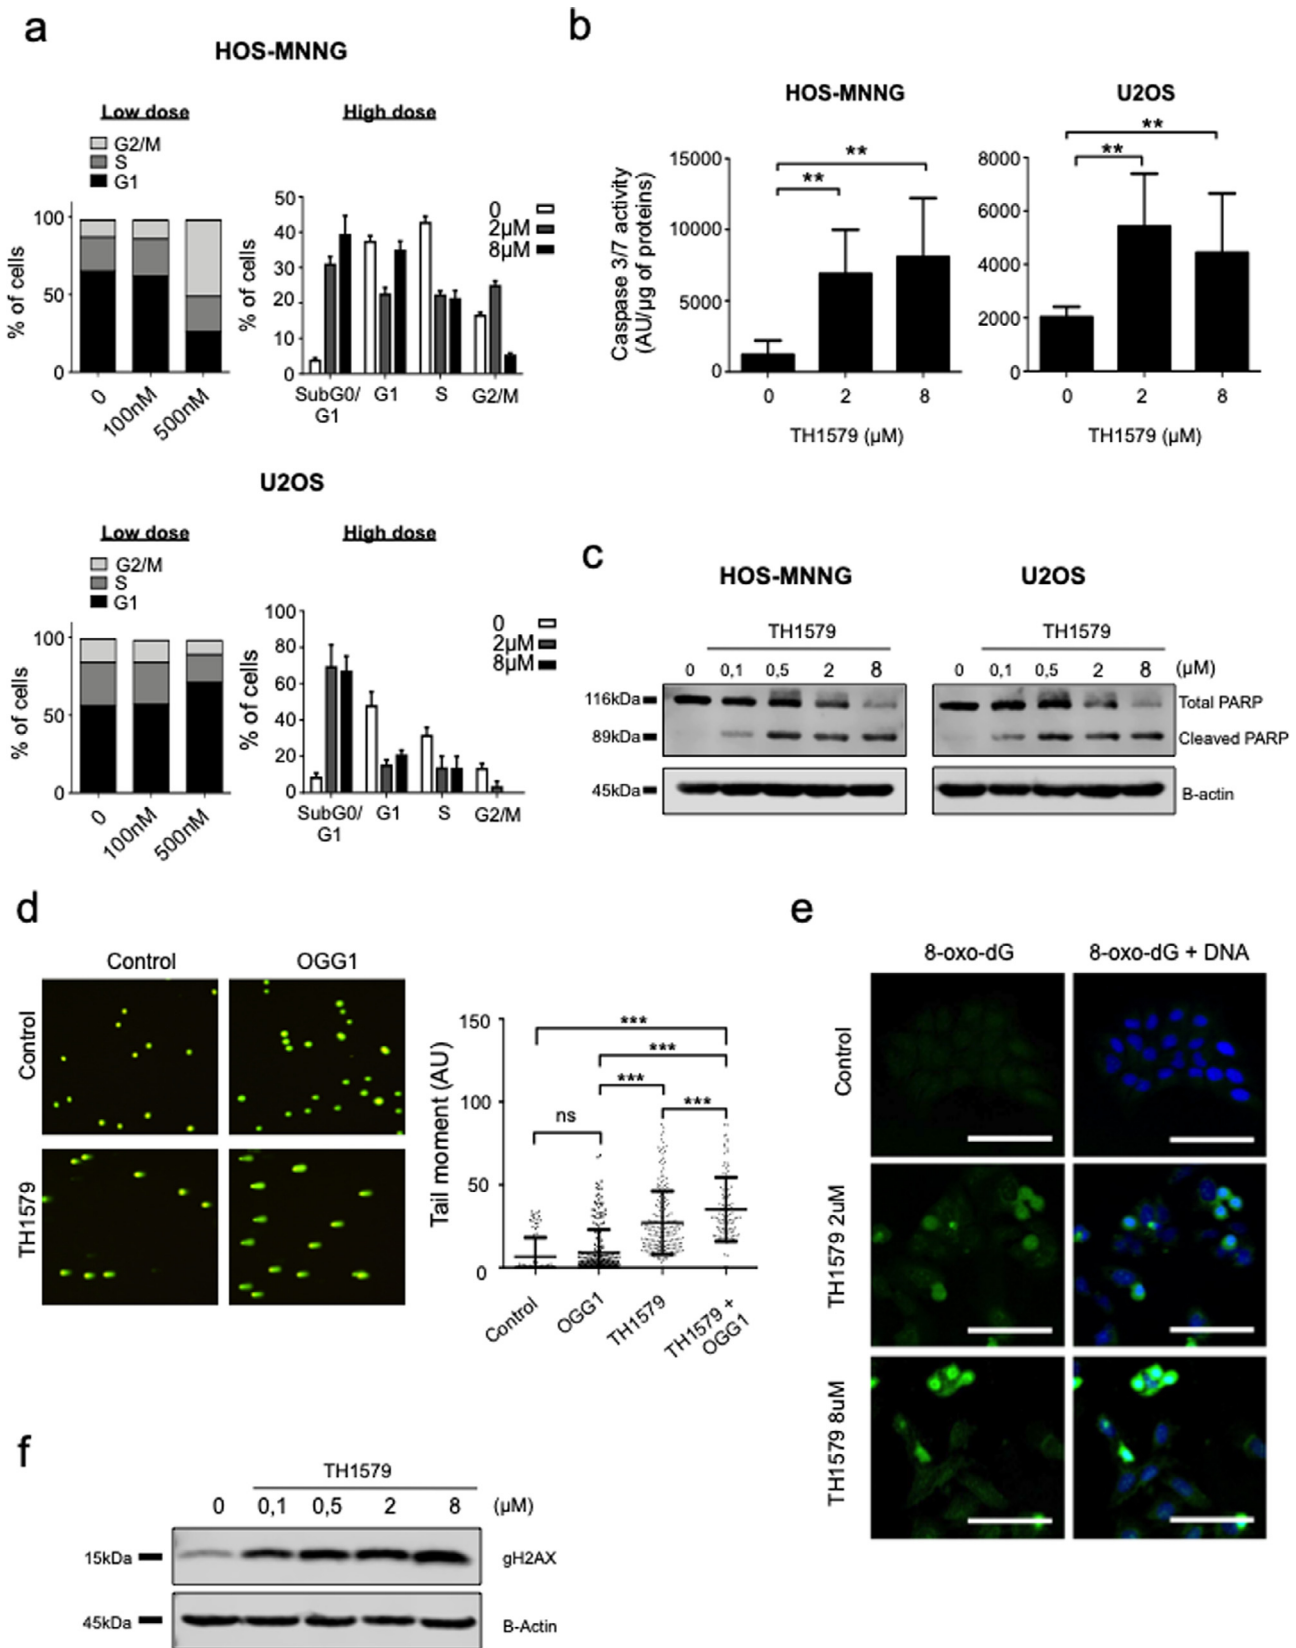 a
HOS-MNNG
Low dose
G2/M
S
G1
% of cells
100
50
0
0
100nM
500nM
High dose
0
2µM
8µM
% of cells
50
40
30
20
10
0
SubG0/
G1
G1
S
G2/M
U2OS
Low dose
G2/M
S
G1
% of cells
100
50
0
0
100nM
500nM
High dose
0
2µM
8µM
% of cells
100
80
60
40
20
0
SubG0/
G1
G1
S
G2/M
b
HOS-MNNG
Caspase 3/7 activity
(AU/µg of proteins)
15000
10000
5000
0
**
**
0 2 8
TH1579 (µM)
U2OS
8000
6000
4000
2000
0
**
**
0 2 8
TH1579 (µM)
c
HOS-MNNG
U2OS
TH1579
TH1579
0 0,1 0,5 2 8
0 0,1 0,5 2 8 (µM)
116kDa
89kDa
45kDa
Total PARP
Cleaved PARP
B-actin
d
Control
OGG1
Control
TH1579
Tail moment (AU)
150
100
50
0
***
***
***
***
ns
Control
OGG1
TH1579
TH1579 +
OGG1
e
8-oxo-dG
8-oxo-dG + DNA
Control
TH1579 2uM
TH1579 8uM
f
TH1579
0 0,1 0,5 2 8 (µM)
15kDa
gH2AX
45kDa
B-Actin